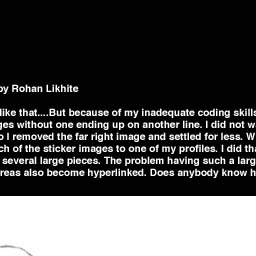 by Rohan Likhite
like that....But because of my inadequate coding skills
ges without one ending up on another line. I did not w
o I removed the far right image and settled for less. W
ch of the sticker images to one of my profiles. I did tha
several large pieces. The problem having such a larg
reas also become hyperlinked. Does anybody know h